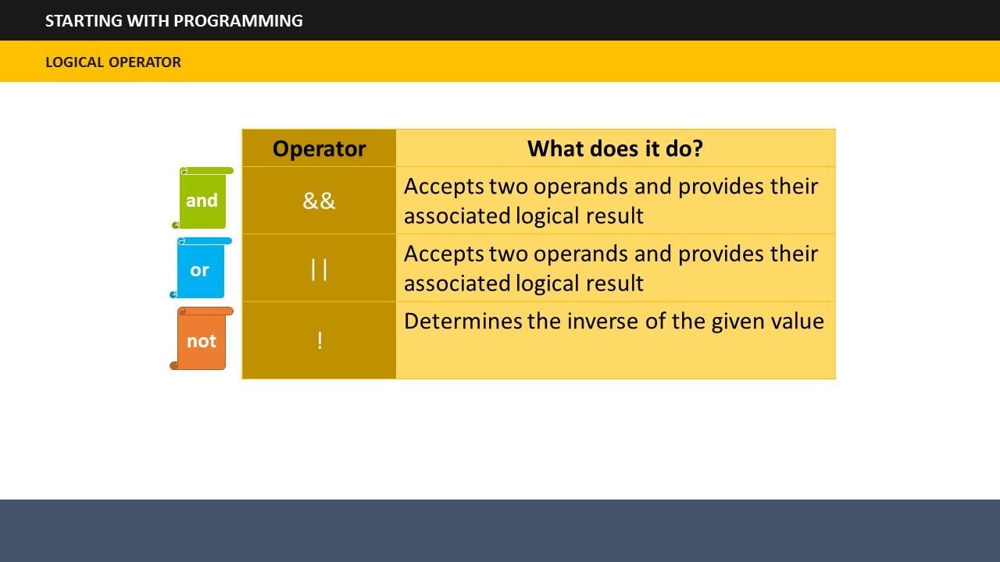 STARTING WITH PROGRAMMING
LOGICAL OPERATOR
Operator
What does it do?
and
&&
Accepts two operands and provides their
associated logical result
or
||
Accepts two operands and provides their
associated logical result
not
!
Determines the inverse of the given value